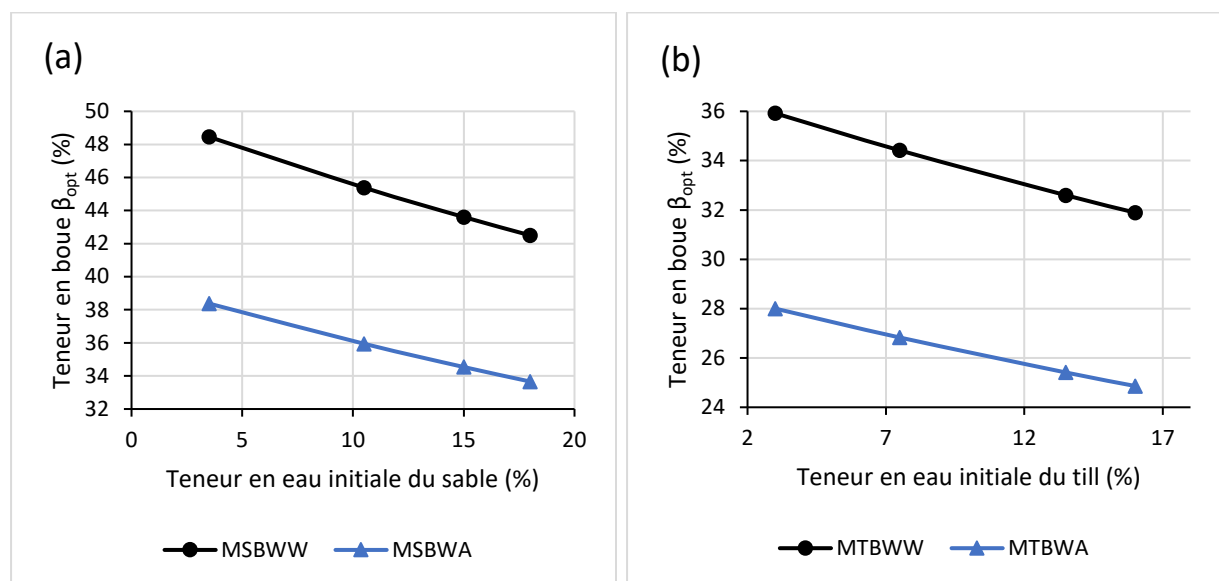 (a)
Teneur en boue βopt (%)
50
48
46
44
42
40
38
36
34
32
0 5 10 15 20
Teneur en eau initiale du sable (%)
MSBWW MSBWA
(b)
Teneur en boue βopt (%)
36
34
32
30
28
26
24
2 7 12 17
Teneur en eau initiale du till (%)
MTBWW MTBWA